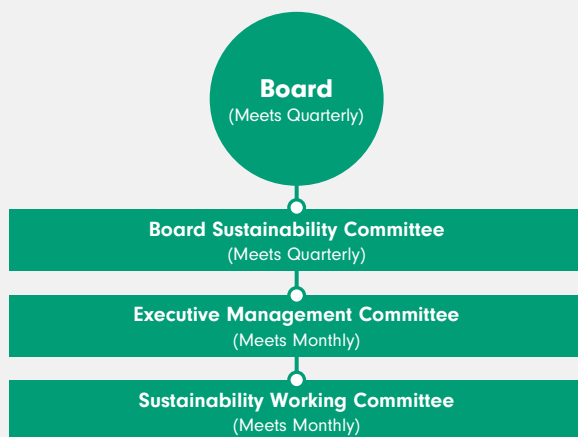 Board
(Meets Quarterly)
Board Sustainability Committee
(Meets Quarterly)
Executive Management Committee
(Meets Monthly)
Sustainability Working Committee
(Meets Monthly)